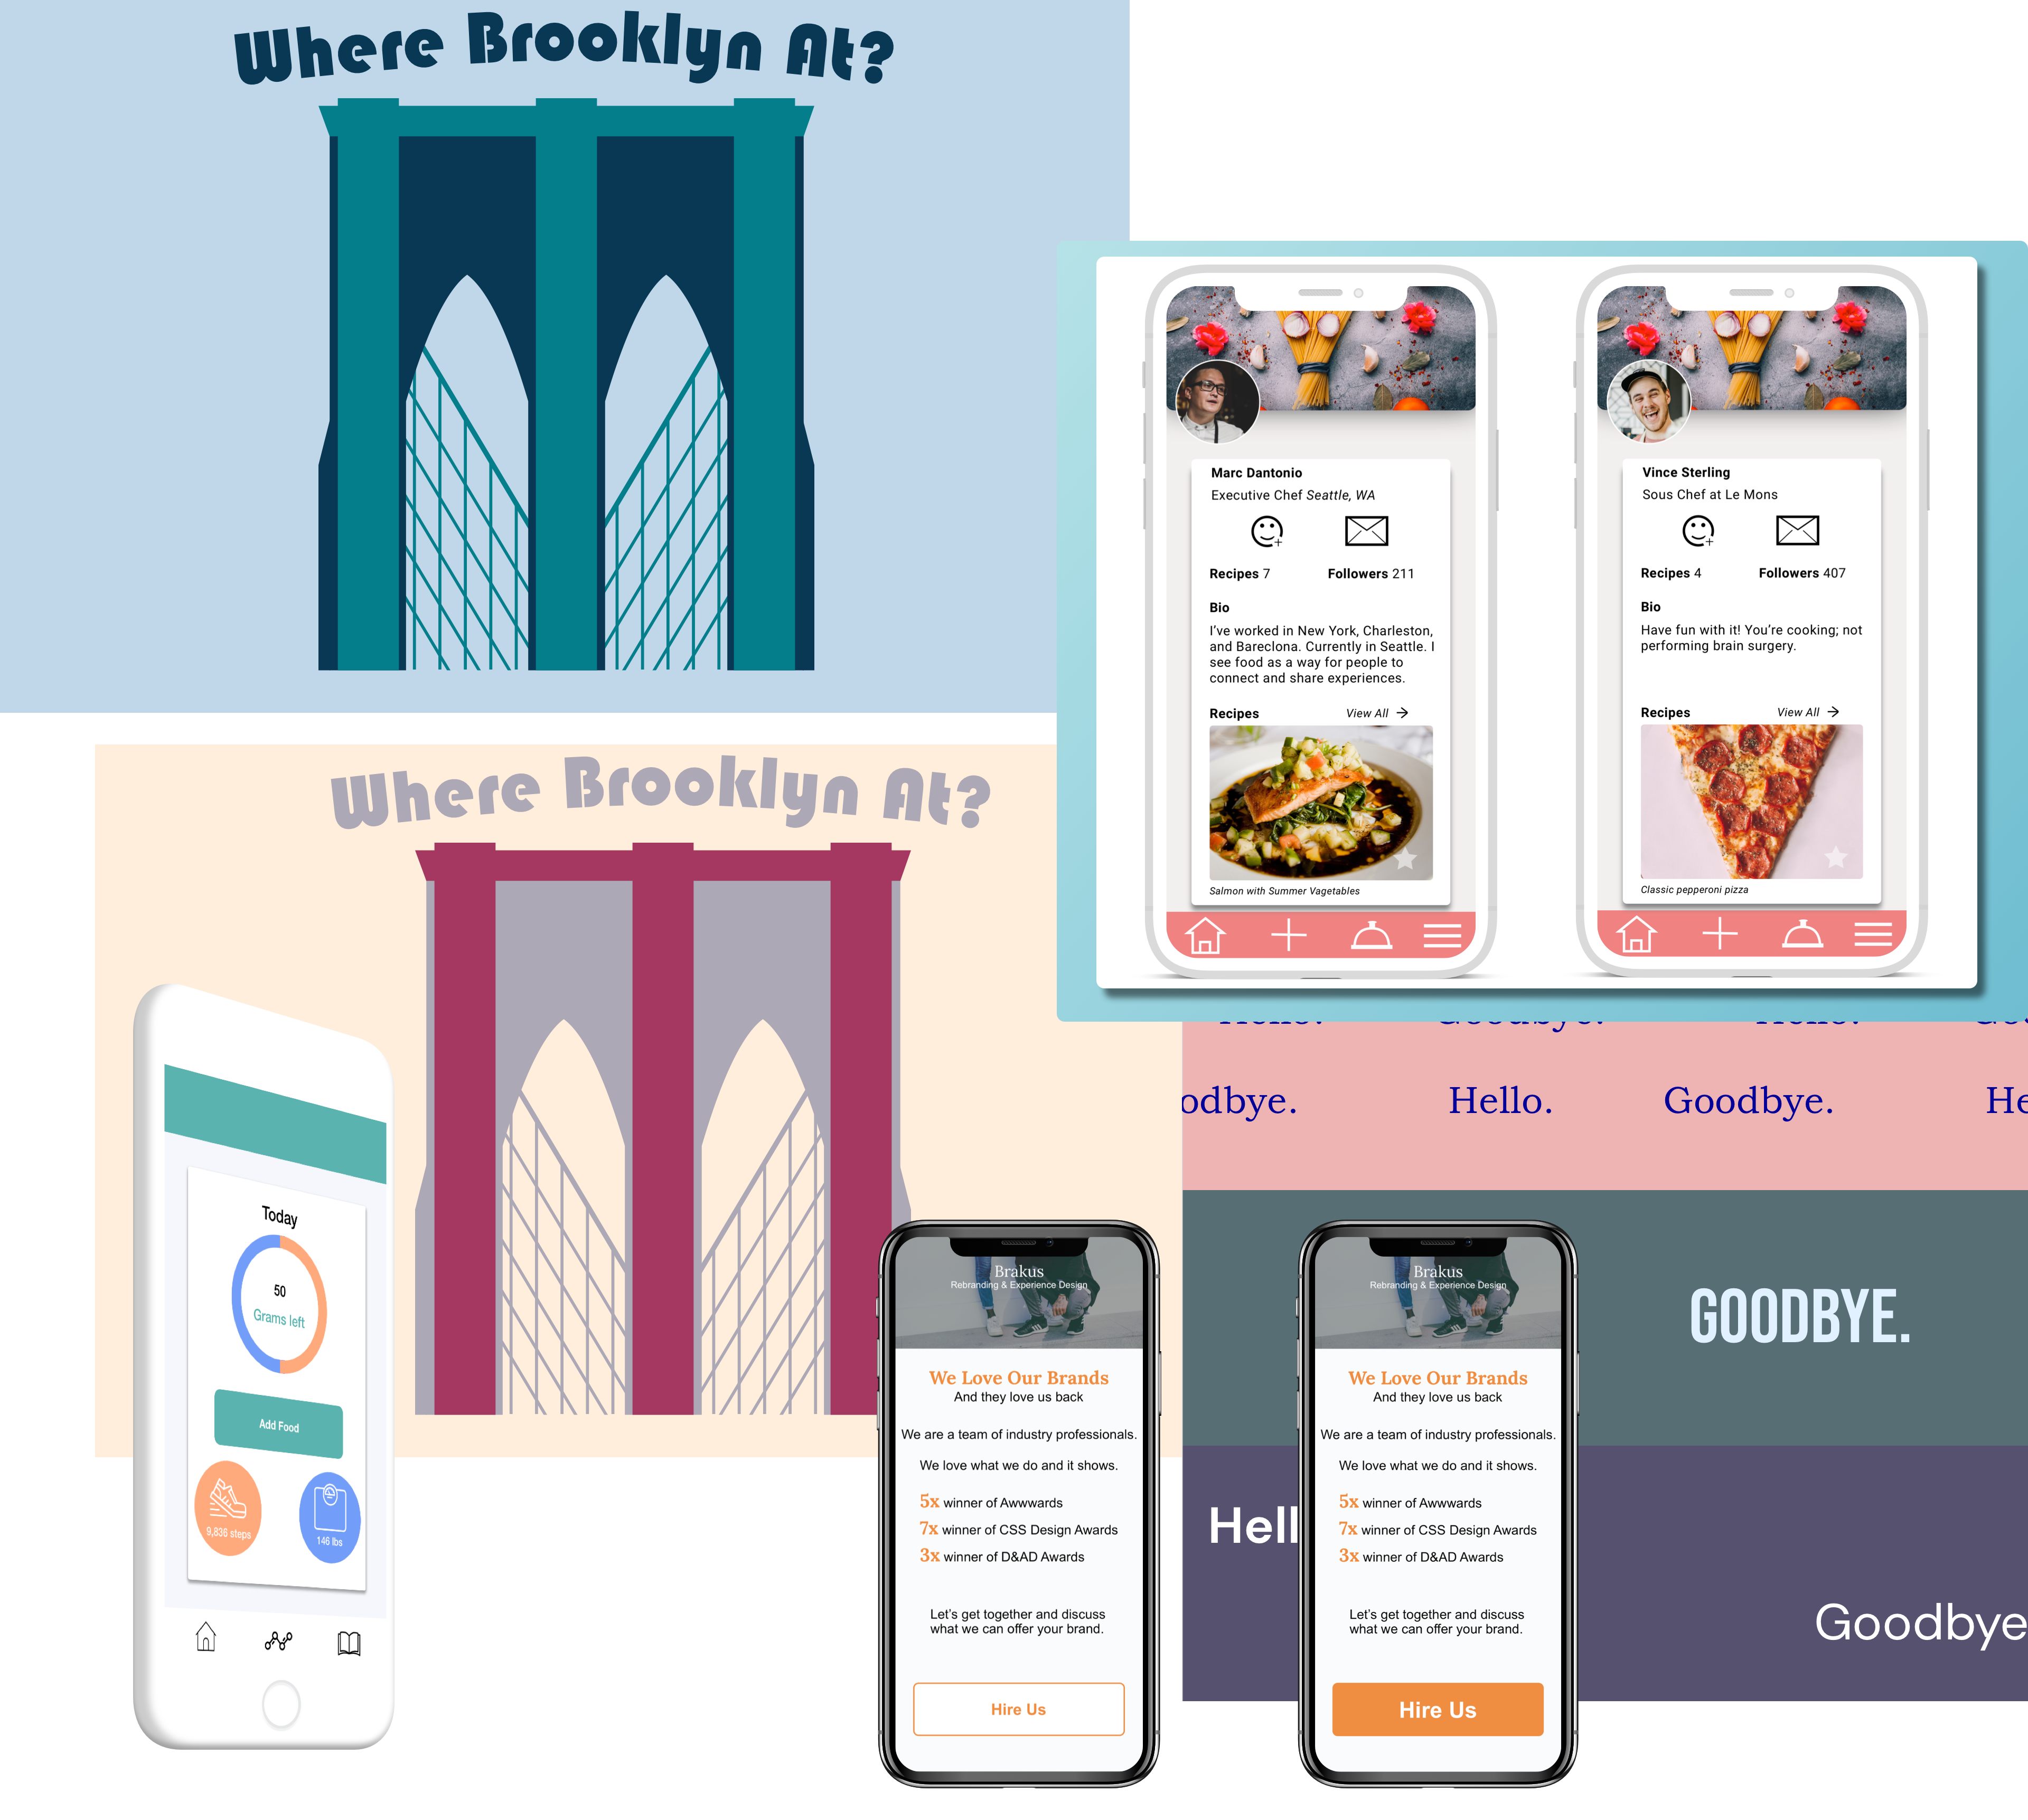 Where Brooklyn At?
Marc Dantonio
Executive Chef Seattle, WA
Recipes 7 Followers 211
Bio
I've worked in New York, Charleston,
and Bareclona. Currently in Seattle. I
see food as a way for people to
connect and share experiences.
Recipes View All →
Salmon with Summer Vagetables
Vince Sterling
Sous Chef at Le Mons
Recipes 4 Followers 407
Bio
Have fun with it! You're cooking; not
performing brain surgery.
Recipes View All →
Classic pepperoni pizza
Where Brooklyn At?
Today
50
Grams left
Add Food
9,836 steps
146 lbs
Brakus
Rebranding & Experience Design
We Love Our Brands
And they love us back
We are a team of industry professionals.
We love what we do and it shows.
5x winner of Awwwards
7x winner of CSS Design Awards
3x winner of D&AD Awards
Let's get together and discuss
what we can offer your brand.
Hire Us
Brakus
Rebranding & Experience Design
We Love Our Brands
And they love us back
We are a team of industry professionals.
We love what we do and it shows.
5x winner of Awwwards
7x winner of CSS Design Awards
3x winner of D&AD Awards
Let's get together and discuss
what we can offer your brand.
Hire Us
Hello. Goodbye. Hello. Go
odbye. Hello. Goodbye. He
GOODBYE.
Hell
Goodbye